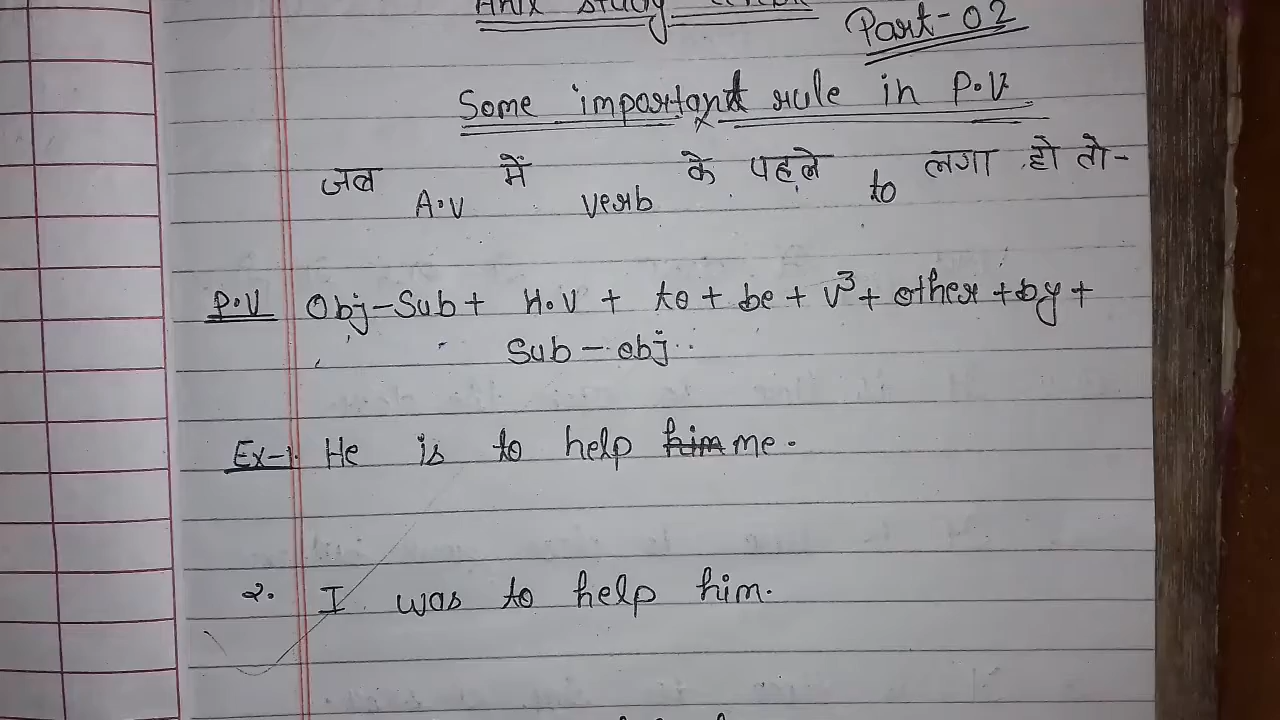 Study
Part-02
Some important rule in P.V
जब A.V में verb के पहले to लगा हो तो-
P.V Obj-Sub + H.V + to + be + V³ + other + by +
Sub - obj.
Ex-1. He is to help him me.
2. I was to help him.